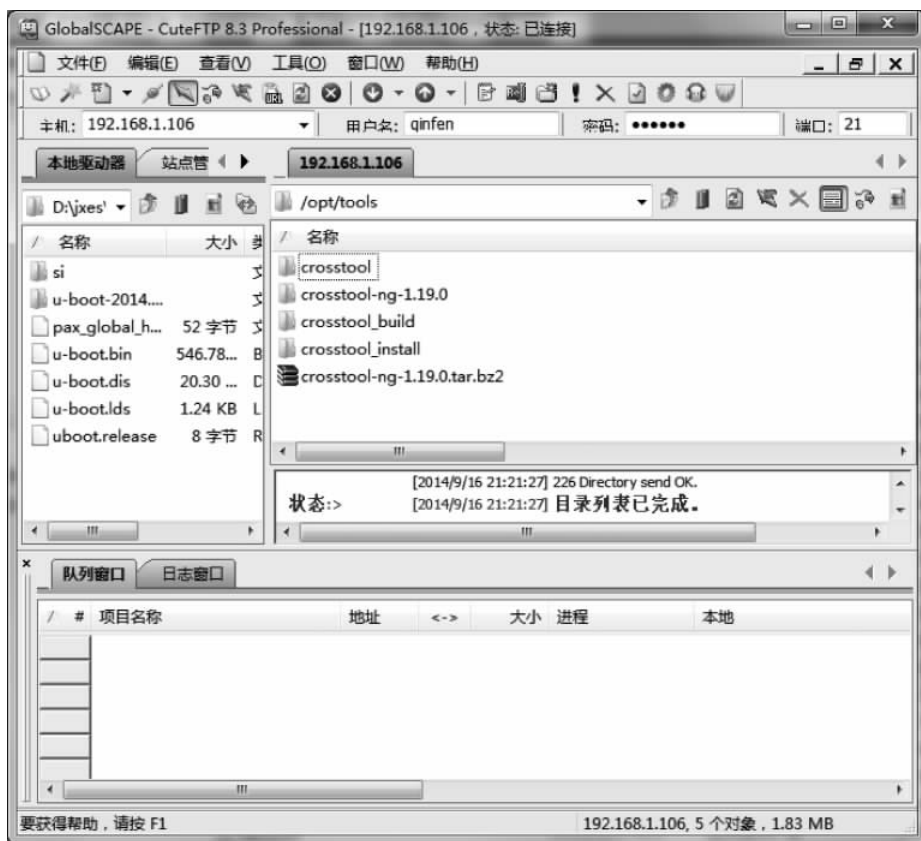 GlobalSCAPE - CuteFTP 8.3 Professional - [192.168.1.106，状态: 已连接]
文件(F) 编辑(E) 查看(V) 工具(O) 窗口(W) 帮助(H)
主机: 192.168.1.106 用户名: qinfen 密码: ●●●●●● 端口: 21
本地驱动器 站点管 192.168.1.106
D:\jxes' /opt/tools
名称 大小 名称
si 文 crosstool
u-boot-2014.... 文 crosstool-ng-1.19.0
pax_global_h... 52 字节 文 crosstool_build
u-boot.bin 546.78... B crosstool_install
u-boot.dis 20.30 ... D crosstool-ng-1.19.0.tar.bz2
u-boot.lds 1.24 KB L
uboot.release 8 字节 R
[2014/9/16 21:21:27] 226 Directory send OK.
状态:> [2014/9/16 21:21:27] 目录列表已完成。
队列窗口 日志窗口
# 项目名称 地址 <-> 大小 进程 本地
要获得帮助，请按 F1 192.168.1.106, 5 个对象，1.83 MB